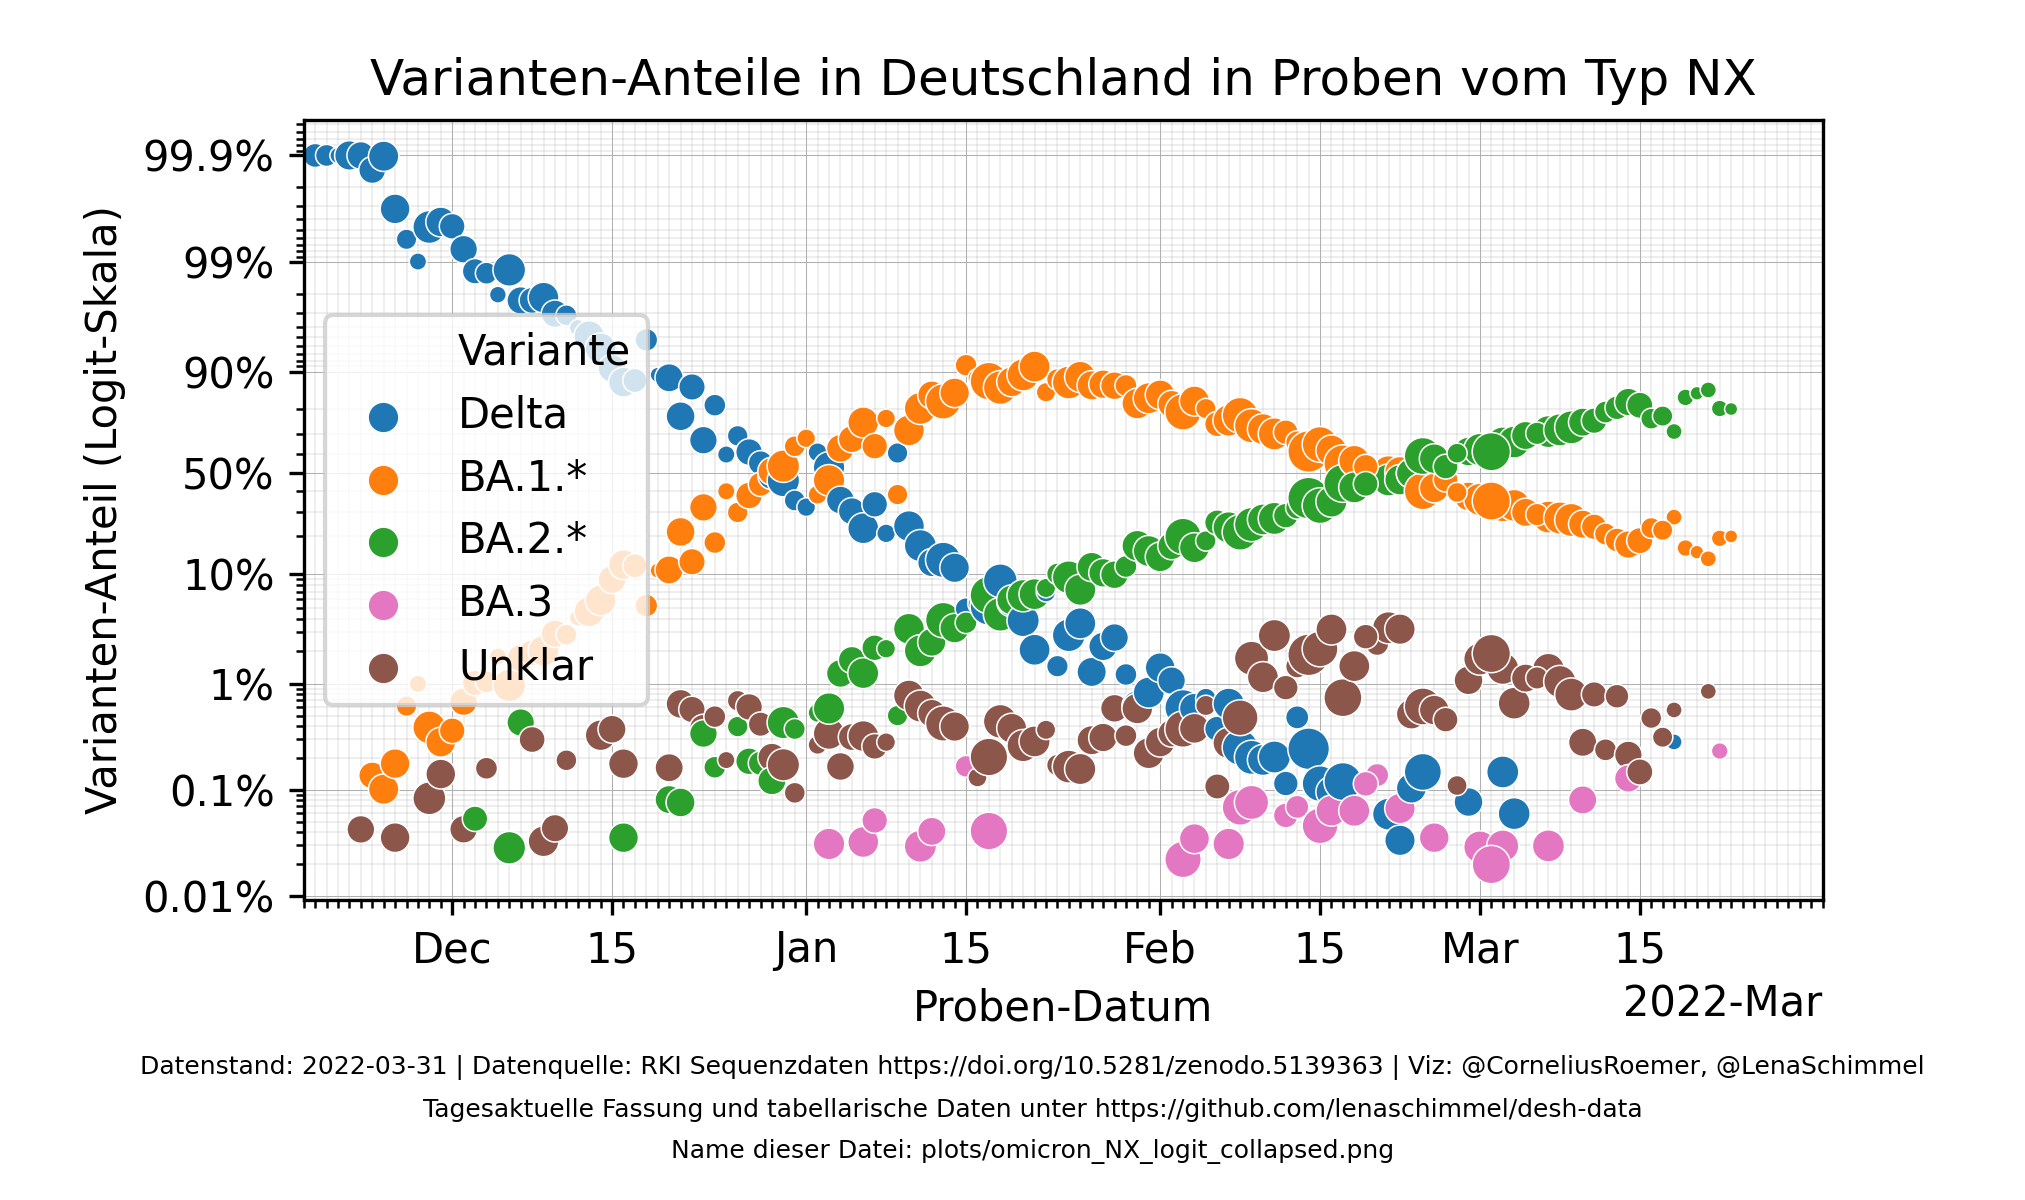 Varianten-Anteile in Deutschland in Proben vom Typ NX
Varianten-Anteil (Logit-Skala)
99.9%
99%
90%
50%
10%
1%
0.1%
0.01%
Variante
Delta
BA.1.*
BA.2.*
BA.3
Unklar
Dec 15 Jan 15 Feb 15 Mar 15
Proben-Datum
2022-Mar
Datenstand: 2022-03-31 | Datenquelle: RKI Sequenzdaten https://doi.org/10.5281/zenodo.5139363 | Viz: @CorneliusRoemer, @LenaSchimmel
Tagesaktuelle Fassung und tabellarische Daten unter https://github.com/lenaschimmel/desh-data
Name dieser Datei: plots/omicron_NX_logit_collapsed.png